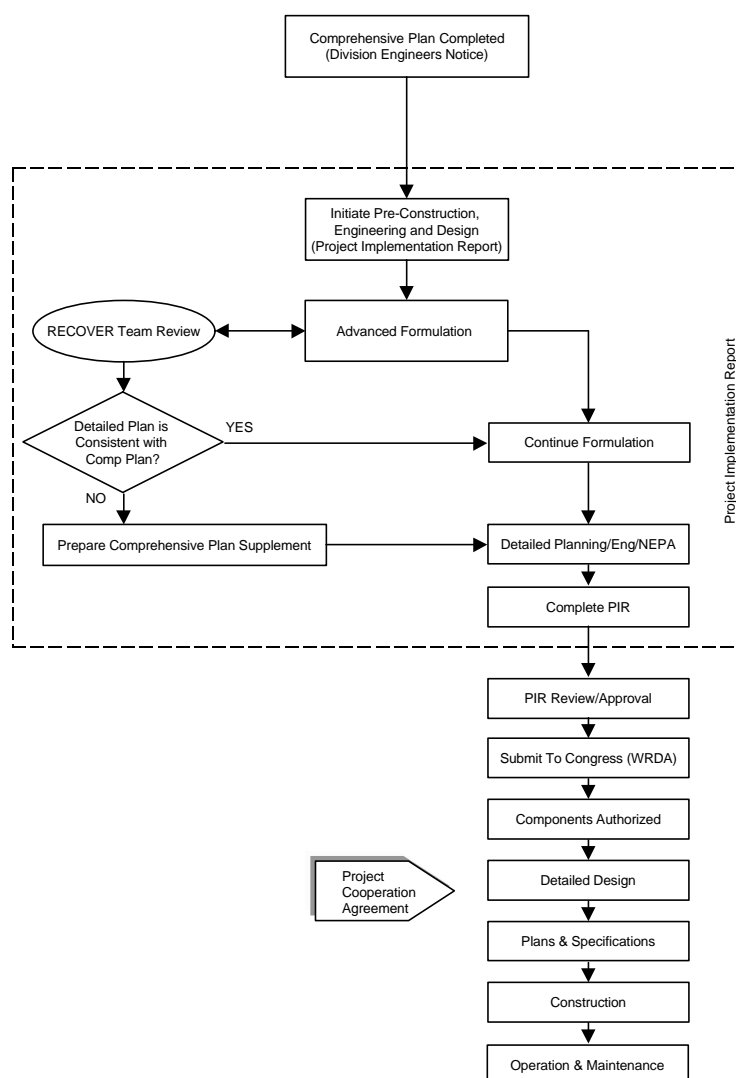 Comprehensive Plan Completed
(Division Engineers Notice)
Initiate Pre-Construction,
Engineering and Design
(Project Implementation Report)
RECOVER Team Review
Advanced Formulation
Detailed Plan is
Consistent with
Comp Plan?
YES
Continue Formulation
NO
Prepare Comprehensive Plan Supplement
Detailed Planning/Eng/NEPA
Complete PIR
Project Implementation Report
PIR Review/Approval
Submit To Congress (WRDA)
Components Authorized
Project
Cooperation
Agreement
Detailed Design
Plans & Specifications
Construction
Operation & Maintenance